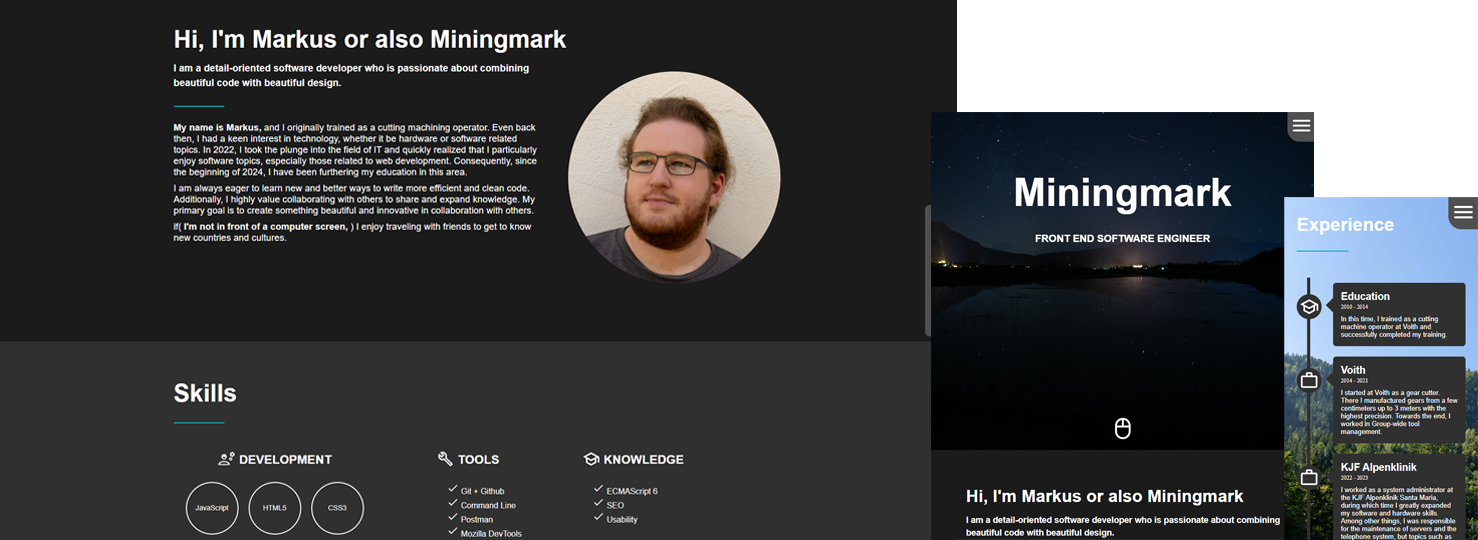 Hi, I'm Markus or also Miningmark
I am a detail-oriented software developer who is passionate about combining
beautiful code with beautiful design.
My name is Markus, and I originally trained as a cutting machining operator. Even back
then, I had a keen interest in technology, whether it be hardware or software related
topics. In 2022, I took the plunge into the field of IT and quickly realized that I particularly
enjoy software topics, especially those related to web development. Consequently, since
the beginning of 2024, I have been furthering my education in this area.
I am always eager to learn new and better ways to write more efficient and clean code.
Additionally, I highly value collaborating with others to share and expand knowledge. My
primary goal is to create something beautiful and innovative in collaboration with others.
if( I'm not in front of a computer screen, ) I enjoy traveling with friends to get to know
new countries and cultures.
Skills
DEVELOPMENT
JavaScript
HTML5
CSS3
TOOLS
Git + Github
Command Line
Postman
Mozilla DevTools
KNOWLEDGE
ECMAScript 6
SEO
Usability
Miningmark
FRONT END SOFTWARE ENGINEER
Hi, I'm Markus or also Miningmark
I am a detail-oriented software developer who is passionate about combining
beautiful code with beautiful design.
Experience
Education
2010 - 2014
In this time, I trained as a cutting
machine operator at Voith and
successfully completed my training.
Voith
2014 - 2021
I started at Voith as a gear cutter.
There I manufactured gears from a few
centimeters up to 3 meters with the
highest precision. Towards the end, I
worked in Group-wide tool
management.
KJF Alpenklinik
2022 - 2023
I worked as a system administrator at
the KJF Alpenklinik Santa Maria,
during which time I greatly expanded
my software and hardware skills.
Among other things, I was responsible
for the maintenance of servers and the
telephone system, but topics such as